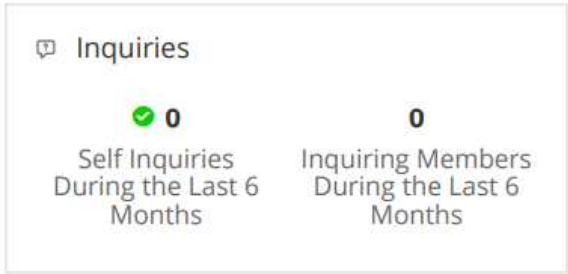 Inquiries
0
Self Inquiries
During the Last 6
Months
0
Inquiring Members
During the Last 6
Months